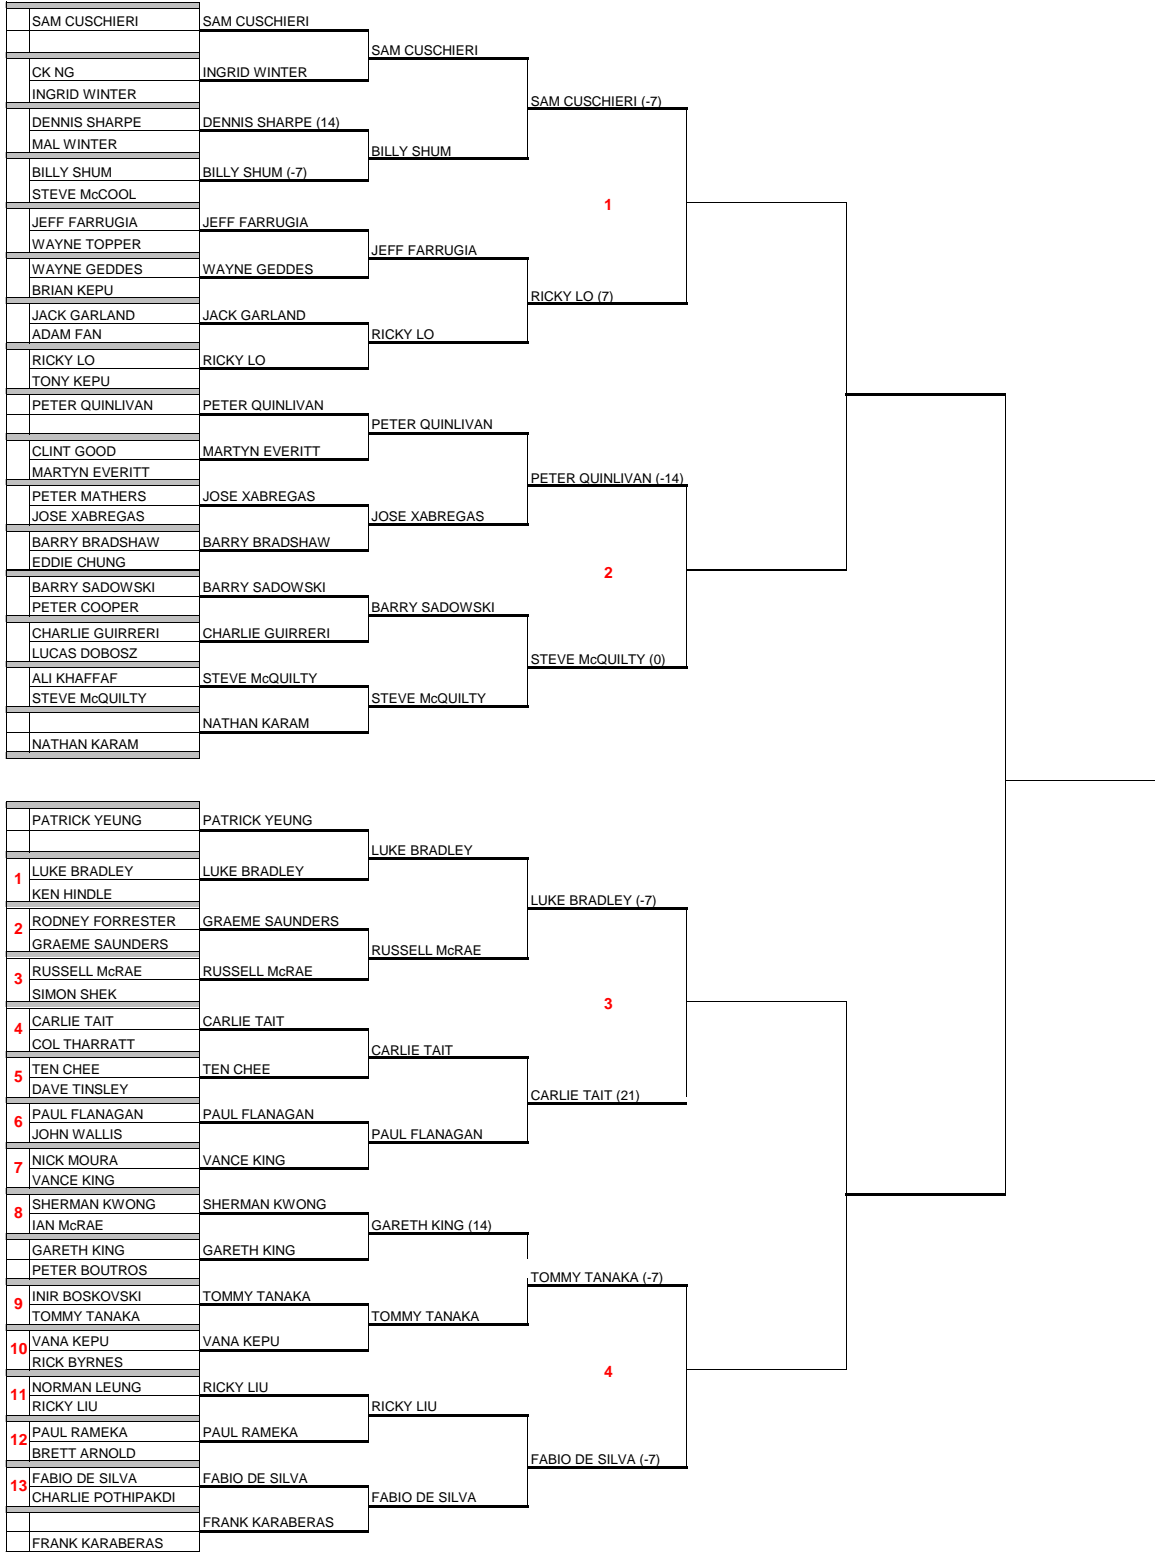 SAM CUSCHIERI SAM CUSCHIERI
SAM CUSCHIERI
CK NG INGRID WINTER
INGRID WINTER
SAM CUSCHIERI (-7)
DENNIS SHARPE DENNIS SHARPE (14)
MAL WINTER
BILLY SHUM
BILLY SHUM BILLY SHUM (-7)
STEVE McCOOL
1
JEFF FARRUGIA JEFF FARRUGIA
WAYNE TOPPER
JEFF FARRUGIA
WAYNE GEDDES WAYNE GEDDES
BRIAN KEPU
RICKY LO (7)
JACK GARLAND JACK GARLAND
ADAM FAN RICKY LO
RICKY LO RICKY LO
TONY KEPU
PETER QUINLIVAN PETER QUINLIVAN
PETER QUINLIVAN
CLINT GOOD MARTYN EVERITT
MARTYN EVERITT
PETER QUINLIVAN (-14)
PETER MATHERS JOSE XABREGAS
JOSE XABREGAS JOSE XABREGAS
BARRY BRADSHAW BARRY BRADSHAW
EDDIE CHUNG
2
BARRY SADOWSKI BARRY SADOWSKI
PETER COOPER BARRY SADOWSKI
CHARLIE GUIRRERI CHARLIE GUIRRERI
LUCAS DOBOSZ
STEVE McQUILTY (0)
ALI KHAFFAF STEVE McQUILTY
STEVE McQUILTY STEVE McQUILTY
NATHAN KARAM
NATHAN KARAM
PATRICK YEUNG PATRICK YEUNG
LUKE BRADLEY
1 LUKE BRADLEY LUKE BRADLEY
KEN HINDLE
LUKE BRADLEY (-7)
2 RODNEY FORRESTER GRAEME SAUNDERS
GRAEME SAUNDERS
RUSSELL McRAE
3 RUSSELL McRAE RUSSELL McRAE
SIMON SHEK
3
4 CARLIE TAIT CARLIE TAIT
COL THARRATT
CARLIE TAIT
5 TEN CHEE TEN CHEE
DAVE TINSLEY
CARLIE TAIT (21)
6 PAUL FLANAGAN PAUL FLANAGAN
JOHN WALLIS PAUL FLANAGAN
7 NICK MOURA VANCE KING
VANCE KING
8 SHERMAN KWONG SHERMAN KWONG
IAN McRAE GARETH KING (14)
GARETH KING GARETH KING
PETER BOUTROS
TOMMY TANAKA (-7)
9 INIR BOSKOVSKI TOMMY TANAKA
TOMMY TANAKA TOMMY TANAKA
10 VANA KEPU VANA KEPU
RICK BYRNES
4
11 NORMAN LEUNG RICKY LIU
RICKY LIU RICKY LIU
12 PAUL RAMEKA PAUL RAMEKA
BRETT ARNOLD
FABIO DE SILVA (-7)
13 FABIO DE SILVA FABIO DE SILVA
CHARLIE POTHIPAKDI FABIO DE SILVA
FRANK KARABERAS
FRANK KARABERAS